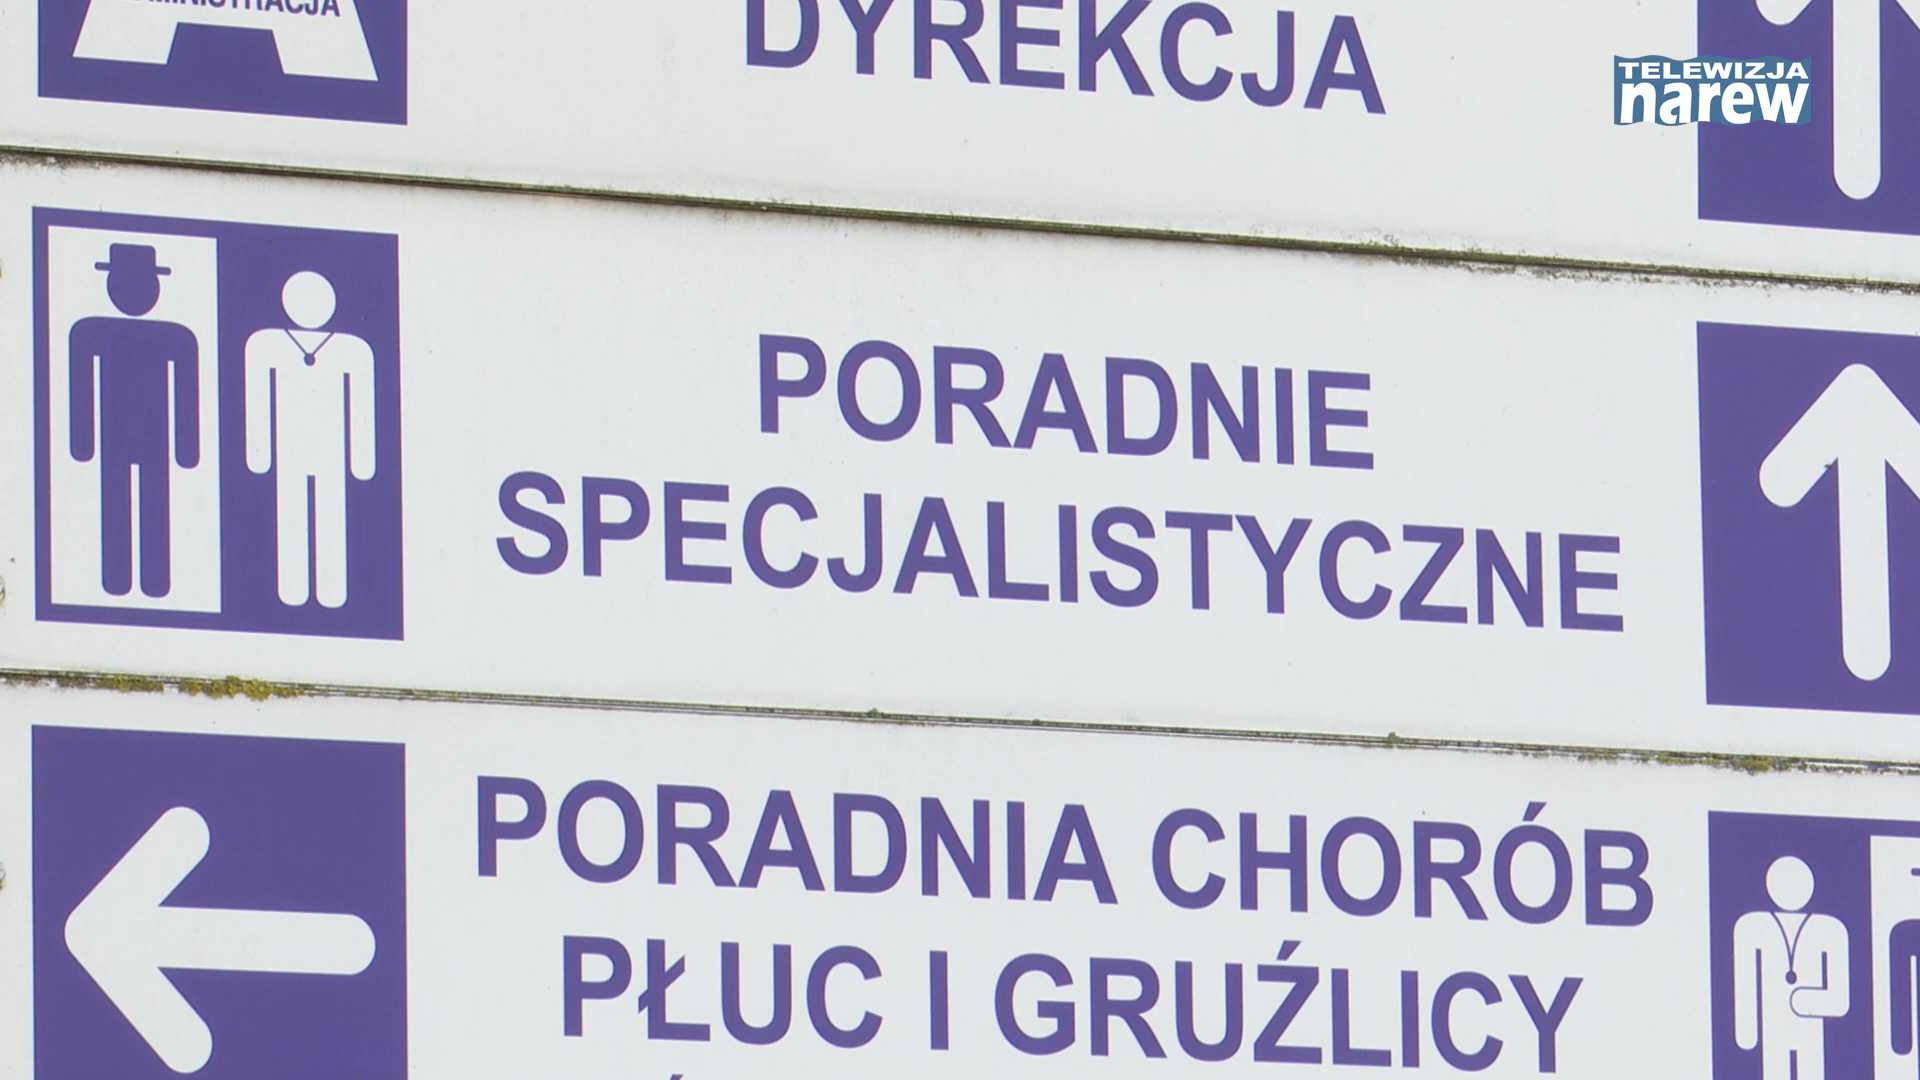 DYREKCJA
TELEWIZJA
narew
PORADNIE
SPECJALISTYCZNE
PORADNIA CHORÓB
PŁUC I GRUŹLICY